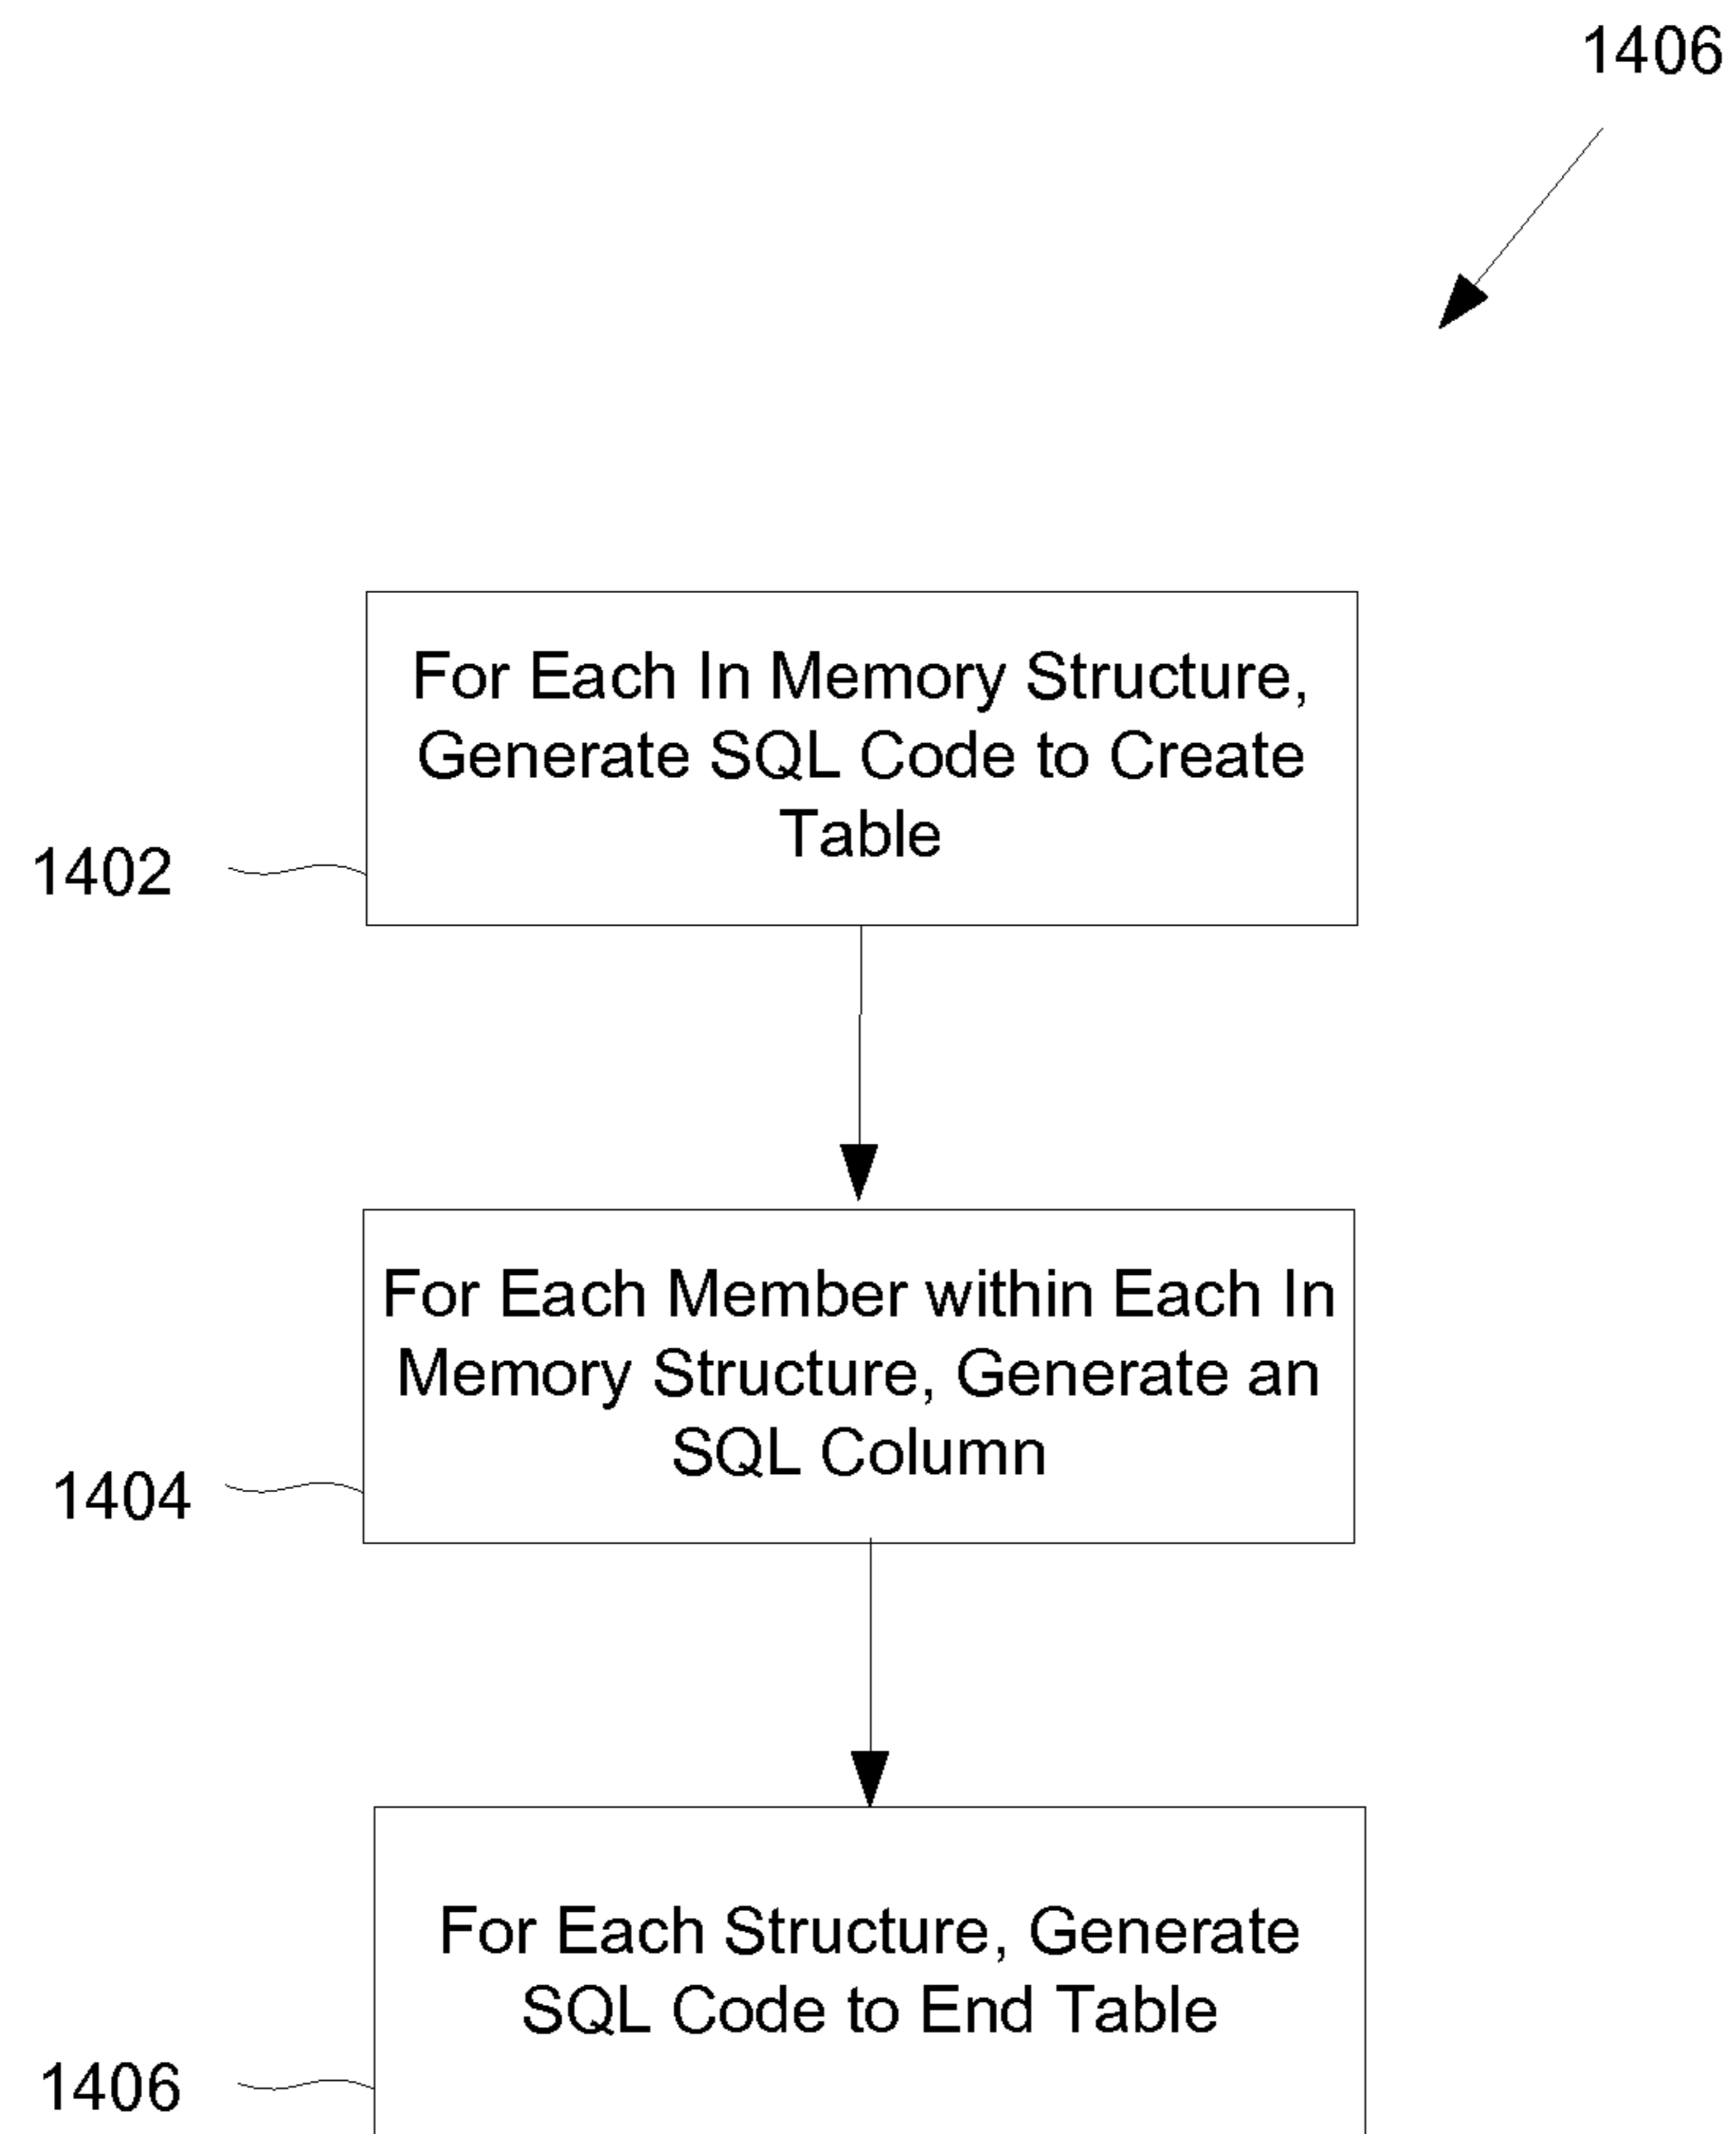 1406
For Each In Memory Structure,
Generate SQL Code to Create
Table
1402
For Each Member within Each In
Memory Structure, Generate an
SQL Column
1404
For Each Structure, Generate
SQL Code to End Table
1406